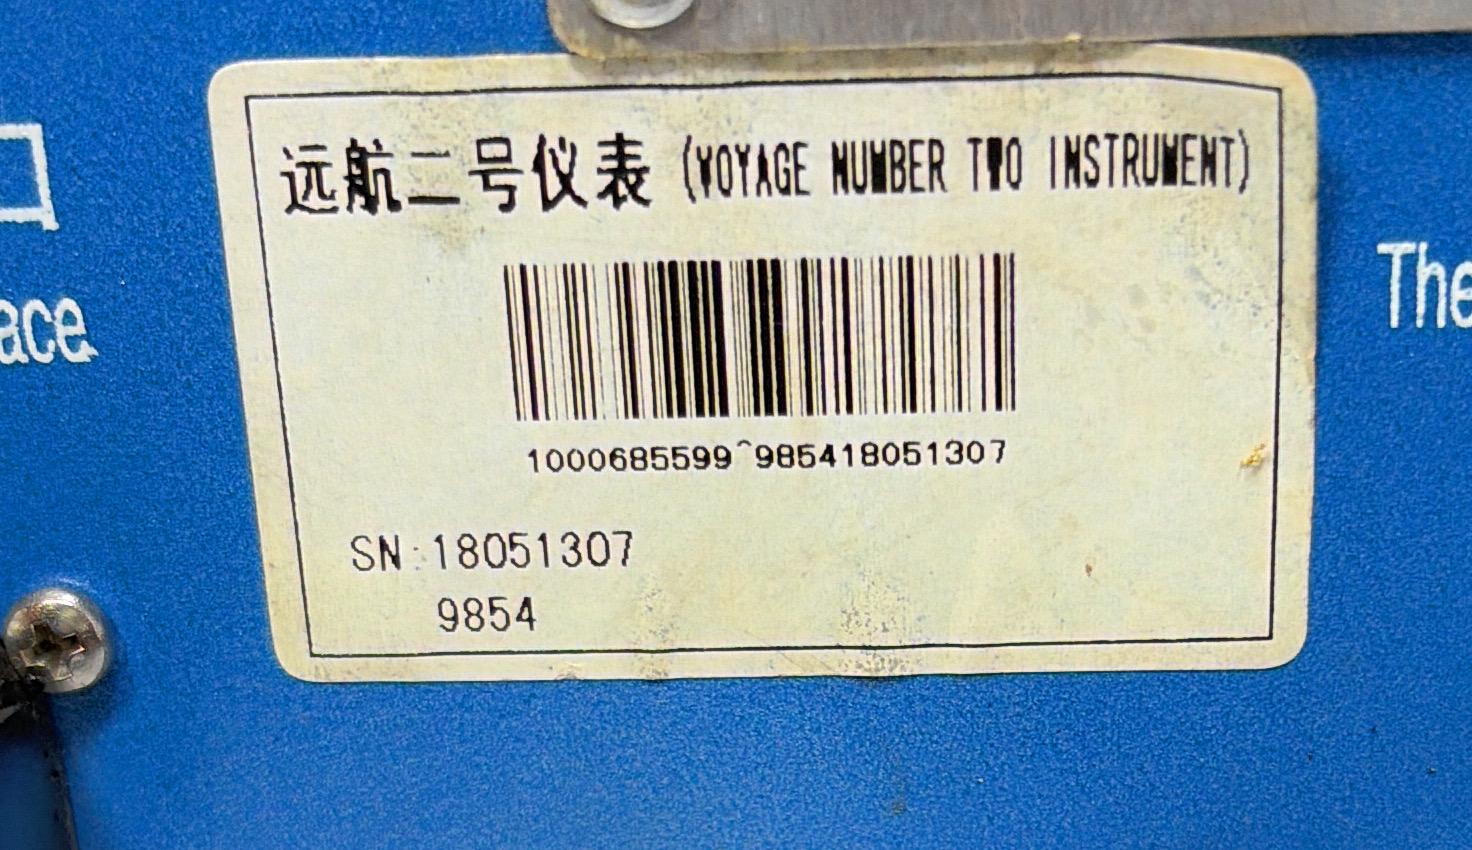 远航二号仪表 (VOYAGE NUMBER TWO INSTRUMENT)
1000685599^985418051307
SN:18051307
9854
ace
The